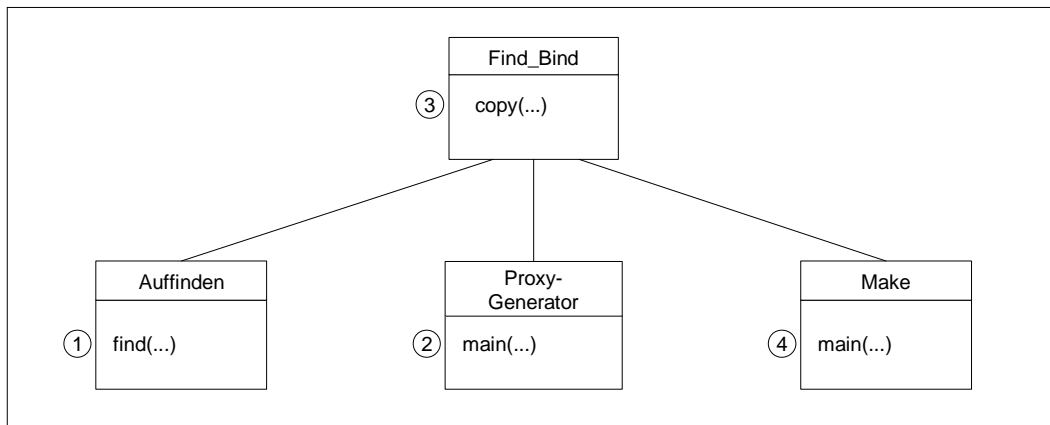 Find_Bind
3
copy(...)
Auffinden
1
find(...)
Proxy-
Generator
2
main(...)
Make
4
main(...)